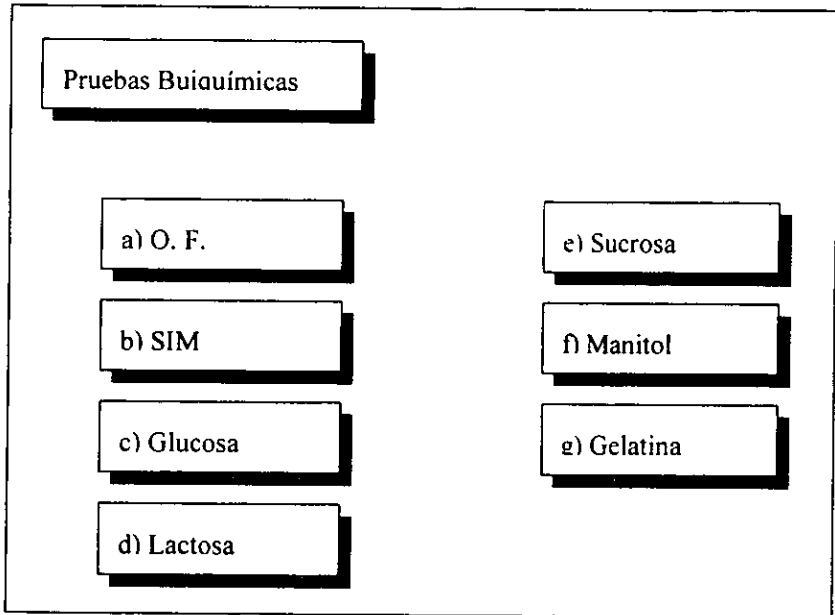 Pruebas Buiquímicas
a) O. F.
b) SIM
c) Glucosa
d) Lactosa
e) Sucrosa
f) Manitol
g) Gelatina